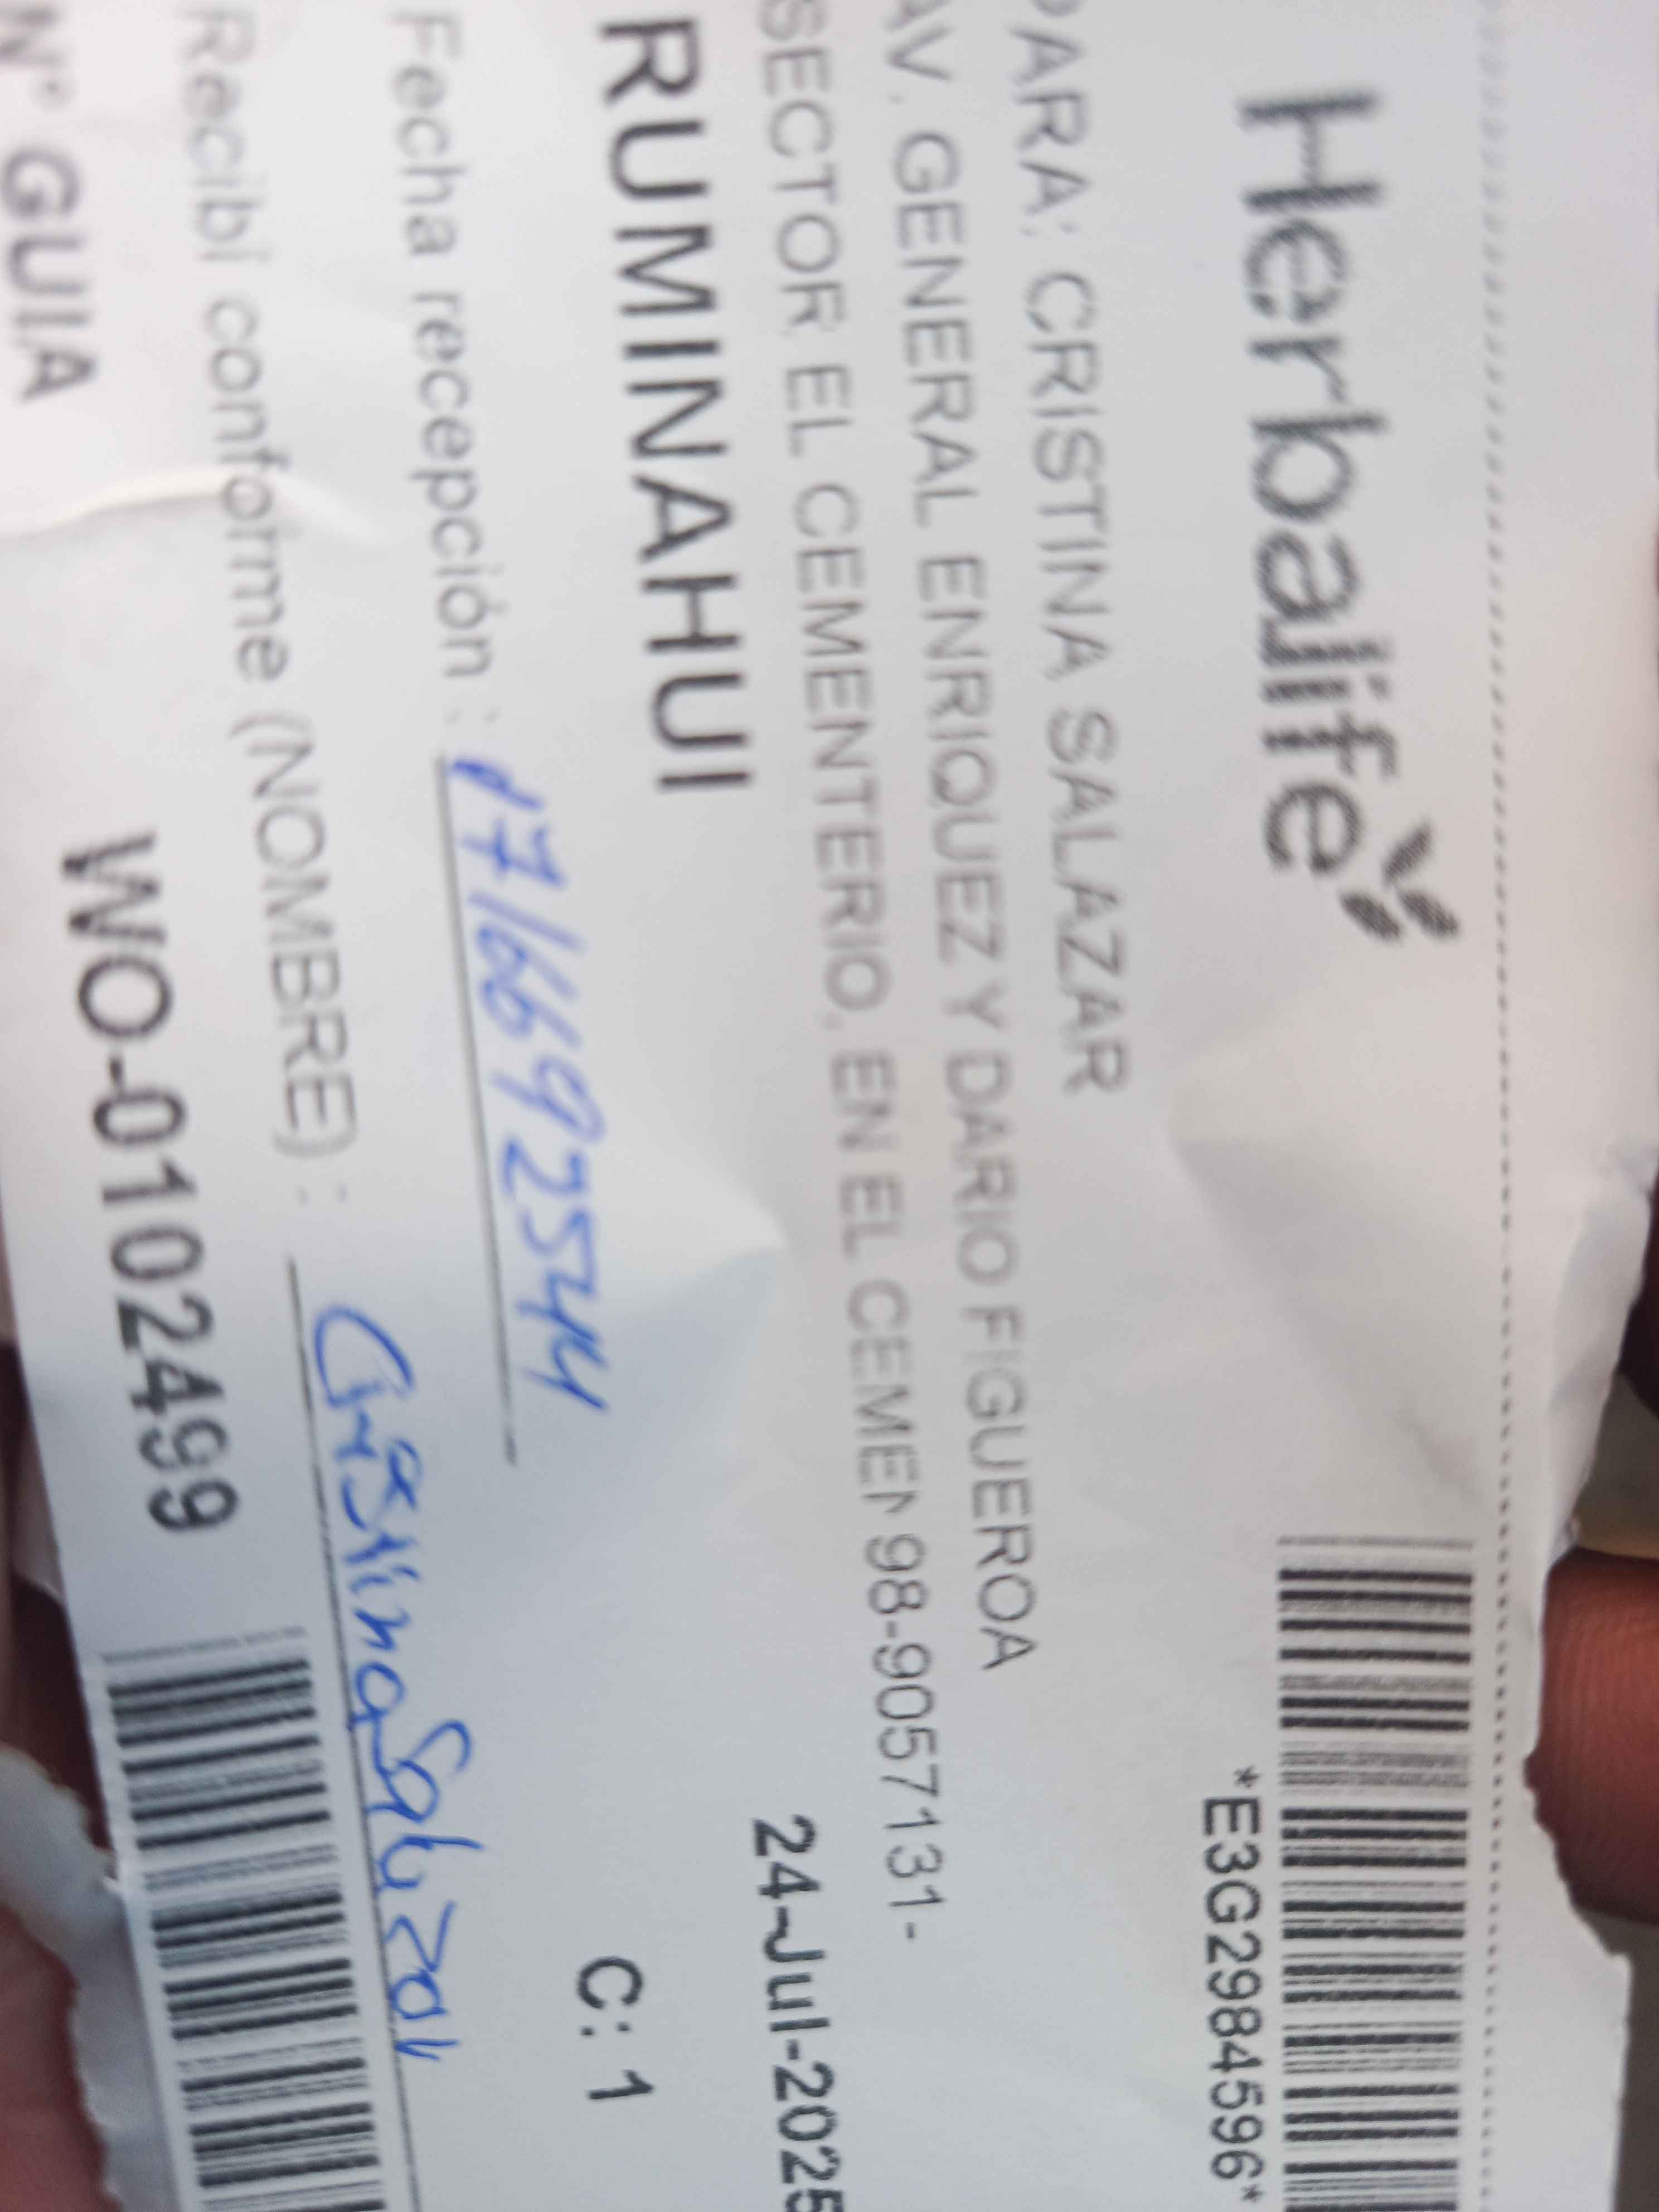 Herbalife
*E3G2984596*
PARA: CRISTINA SALAZAR
AV. GENERAL ENRIQUEZ Y DARIO FIGUEROA
SECTOR EL CEMENTERIO. EN EL CEMEN 98-9057131-
24-Jul-2025
RUMINAHUI
C: 1
Fecha recepción : 1716692544
Recibí conforme (NOMBRE) : Cristina Salazar
N° GUIA WO-0102499